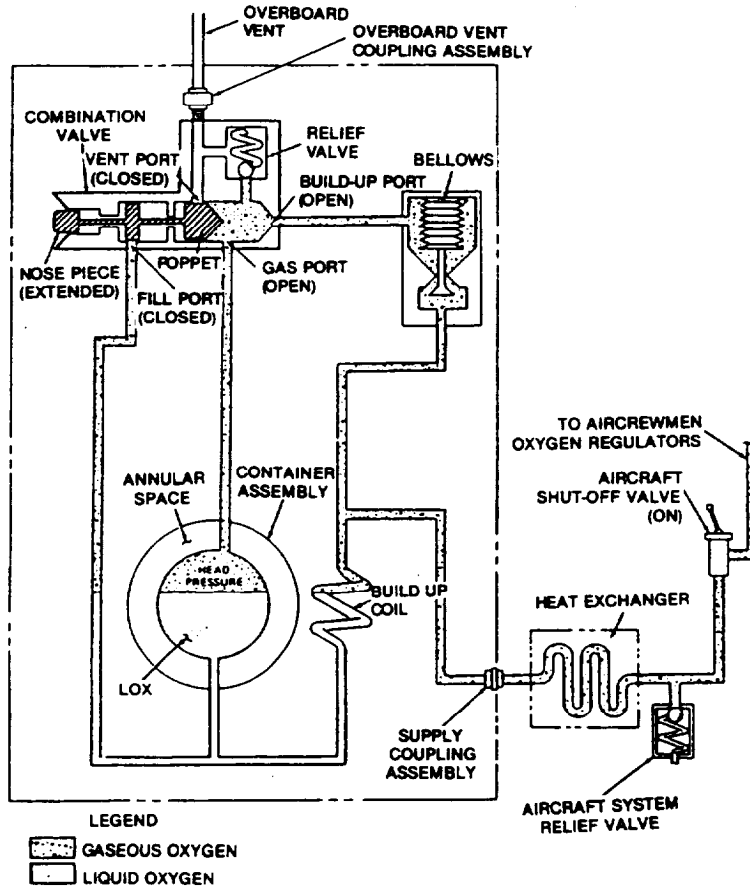 OVERBOARD
VENT
OVERBOARD VENT
COUPLING ASSEMBLY
COMBINATION
VALVE
VENT PORT
(CLOSED)
RELIEF
VALVE
BELLOWS
BUILD-UP PORT
(OPEN)
POPPET
GAS PORT
(OPEN)
NOSE PIECE
(EXTENDED)
FILL PORT
(CLOSED)
TO AIRCREWMEN
OXYGEN REGULATORS
AIRCRAFT
SHUT-OFF VALVE
(ON)
ANNULAR
SPACE
CONTAINER
ASSEMBLY
HEAD
PRESSURE
BUILD UP
COIL
HEAT EXCHANGER
LOX
SUPPLY
COUPLING
ASSEMBLY
AIRCRAFT SYSTEM
RELIEF VALVE
LEGEND
GASEOUS OXYGEN
LIQUID OXYGEN